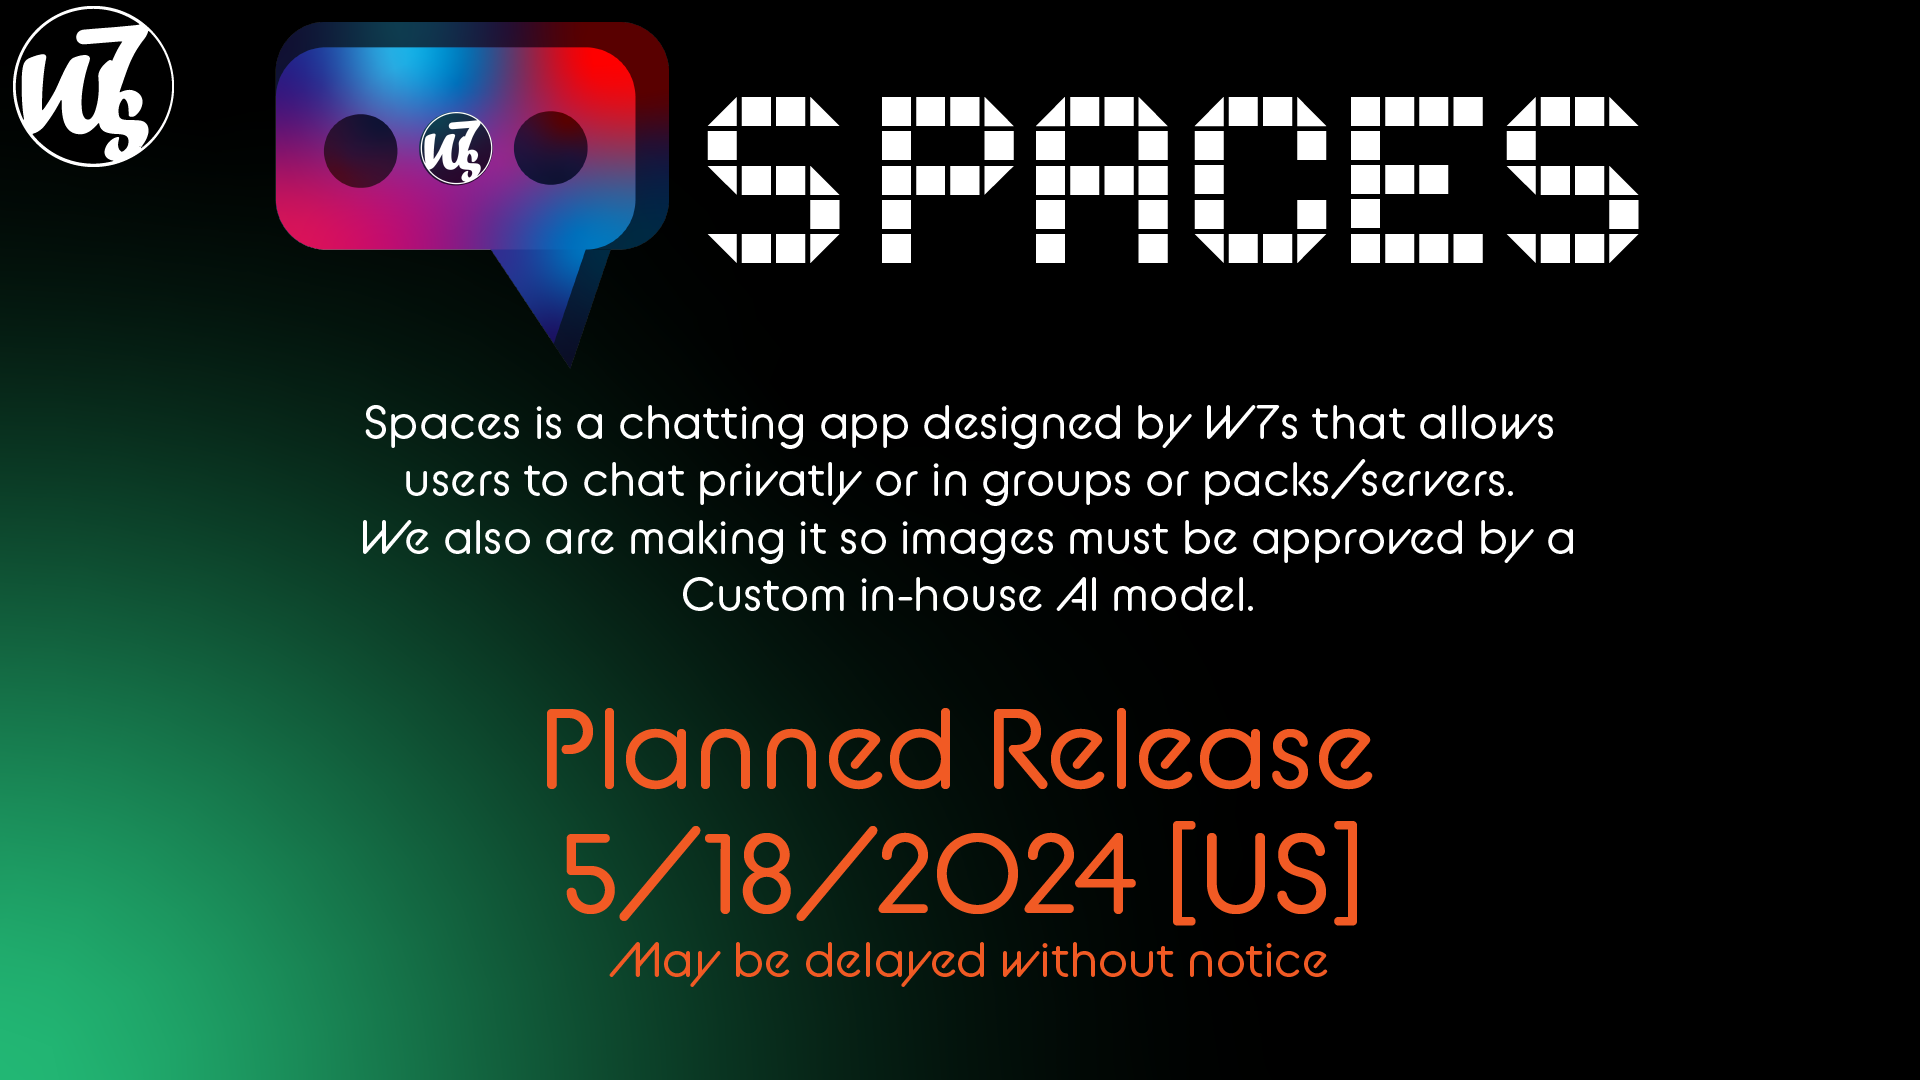 W7s
W7s
SPACES
Spaces is a chatting app designed by W7s that allows
users to chat privatly or in groups or packs/servers.
We also are making it so images must be approved by a
Custom in-house AI model.
Planned Release
5/18/2024 [US]
May be delayed without notice